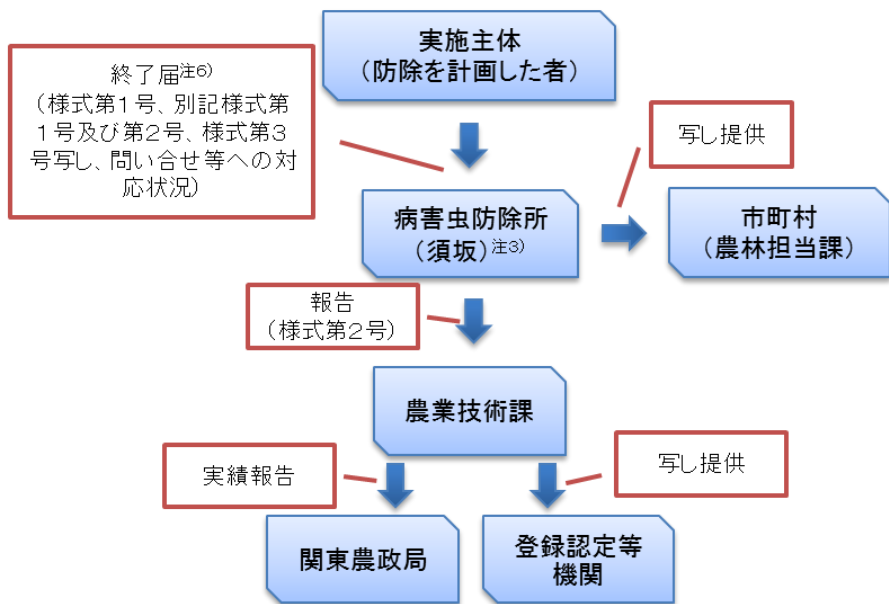 実施主体
（防除を計画した者）
終了届注6)
（様式第１号、別記様式第
１号及び第２号、様式第３
号写し、問い合せ等への対
応状況）
写し提供
病害虫防除所
（須坂）注3)
市町村
（農林担当課）
報告
（様式第２号）
農業技術課
実績報告
写し提供
関東農政局
登録認定等
機関